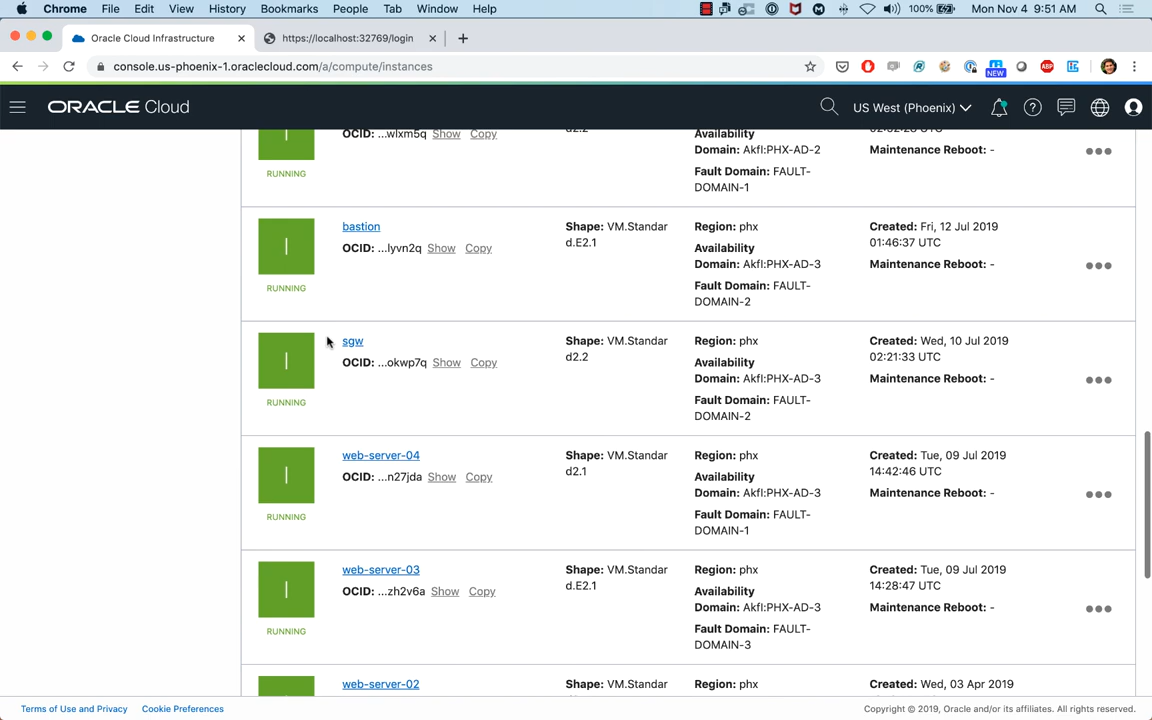 Chrome File Edit View History Bookmarks People Tab Window Help 100% Mon Nov 4 9:51 AM
Oracle Cloud Infrastructure https://localhost:32769/login
console.us-phoenix-1.oraclecloud.com/a/compute/instances NEW ABP
ORACLE Cloud US West (Phoenix)
OCID: ...wlxm5q Show Copy
RUNNING
Availability
Domain: Akfl:PHX-AD-2
Fault Domain: FAULT-
DOMAIN-1
Maintenance Reboot: -
bastion
OCID: ...lyvn2q Show Copy
RUNNING
Shape: VM.Standar
d.E2.1
Region: phx
Availability
Domain: Akfl:PHX-AD-3
Fault Domain: FAULT-
DOMAIN-2
Created: Fri, 12 Jul 2019
01:46:37 UTC
Maintenance Reboot: -
sgw
OCID: ...okwp7q Show Copy
RUNNING
Shape: VM.Standar
d2.2
Region: phx
Availability
Domain: Akfl:PHX-AD-3
Fault Domain: FAULT-
DOMAIN-2
Created: Wed, 10 Jul 2019
02:21:33 UTC
Maintenance Reboot: -
web-server-04
OCID: ...n27jda Show Copy
RUNNING
Shape: VM.Standar
d2.1
Region: phx
Availability
Domain: Akfl:PHX-AD-3
Fault Domain: FAULT-
DOMAIN-1
Created: Tue, 09 Jul 2019
14:42:46 UTC
Maintenance Reboot: -
web-server-03
OCID: ...zh2v6a Show Copy
RUNNING
Shape: VM.Standar
d.E2.1
Region: phx
Availability
Domain: Akfl:PHX-AD-3
Fault Domain: FAULT-
DOMAIN-3
Created: Tue, 09 Jul 2019
14:28:47 UTC
Maintenance Reboot: -
web-server-02
Shape: VM.Standar
Region: phx
Created: Wed, 03 Apr 2019
Terms of Use and Privacy Cookie Preferences Copyright © 2019, Oracle and/or its affiliates. All rights reserved.